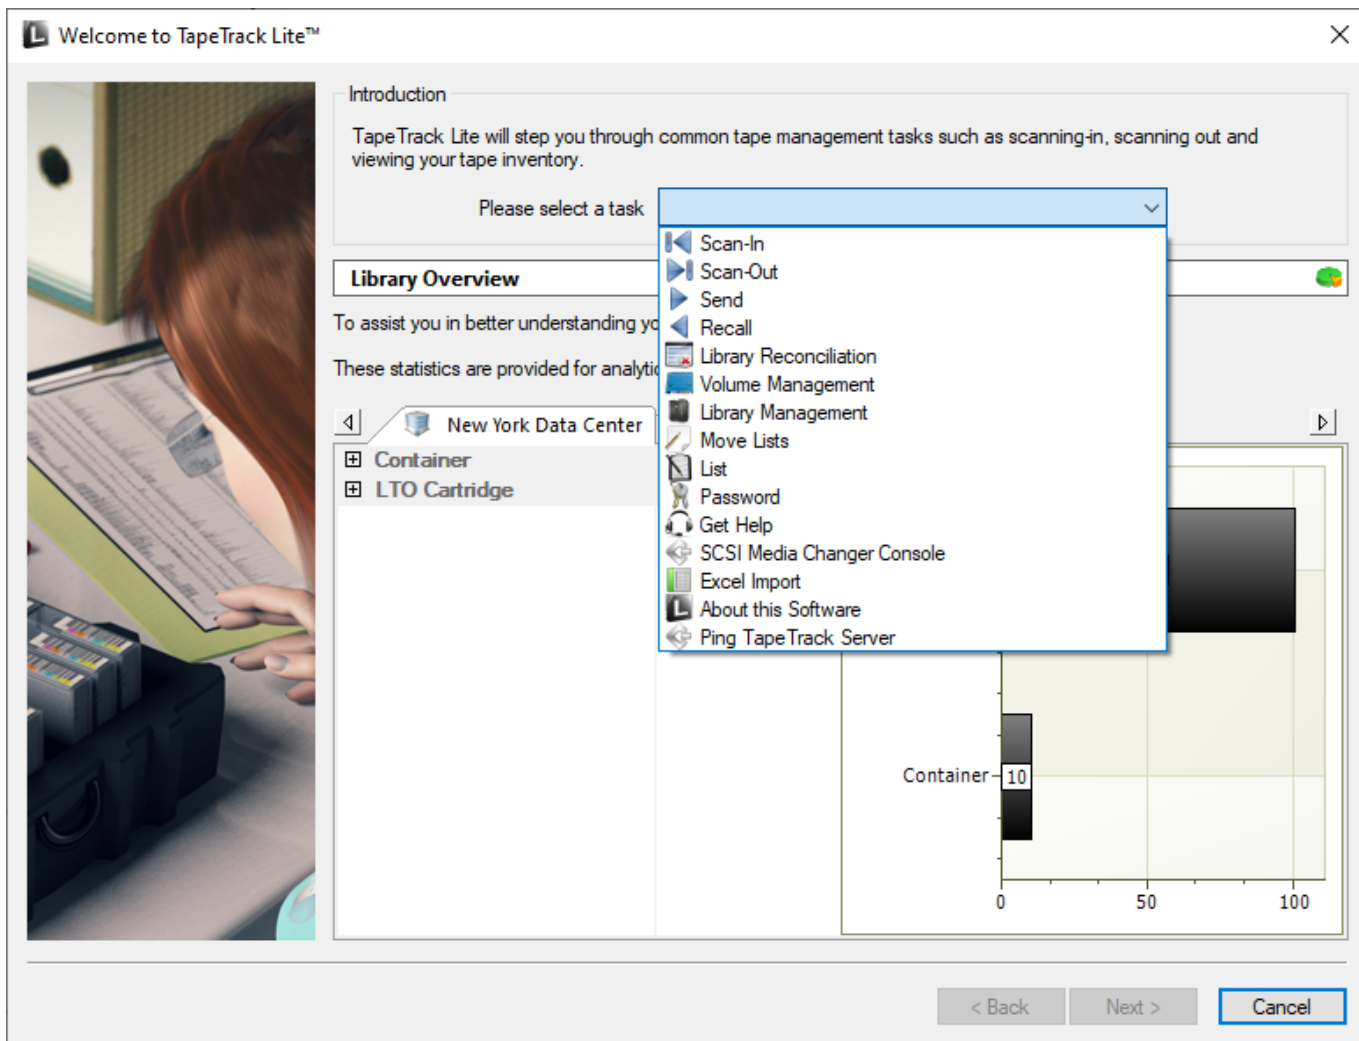 Welcome to TapeTrack Lite™
Introduction
TapeTrack Lite will step you through common tape management tasks such as scanning-in, scanning out and
viewing your tape inventory.
Please select a task
Scan-In
Scan-Out
Send
Recall
Library Reconciliation
Volume Management
Library Management
Move Lists
List
Password
Get Help
SCSI Media Changer Console
Excel Import
About this Software
Ping TapeTrack Server
Library Overview
To assist you in better understanding
These statistics are provided for
New York Data Center
Container
LTO Cartridge
Container
10
0 50 100
< Back Next > Cancel